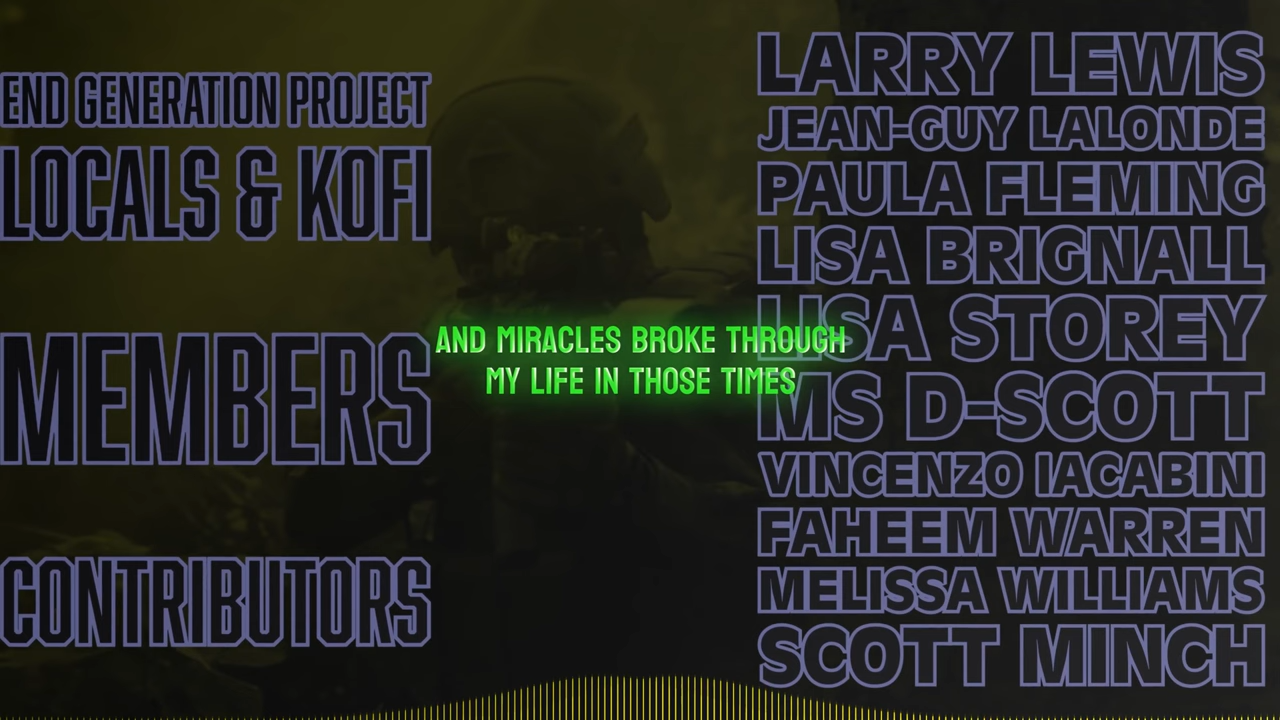 END GENERATION PROJECT
LOCALS & KOFI
MEMBERS
CONTRIBUTORS
AND MIRACLES BROKE THROUGH
MY LIFE IN THOSE TIMES
LARRY LEWIS
JEAN-GUY LALONDE
PAULA FLEMING
LISA BRIGNALL
LISA STOREY
MS D-SCOTT
VINCENZO IACABINI
FAHEEM WARREN
MELISSA WILLIAMS
SCOTT MINCH